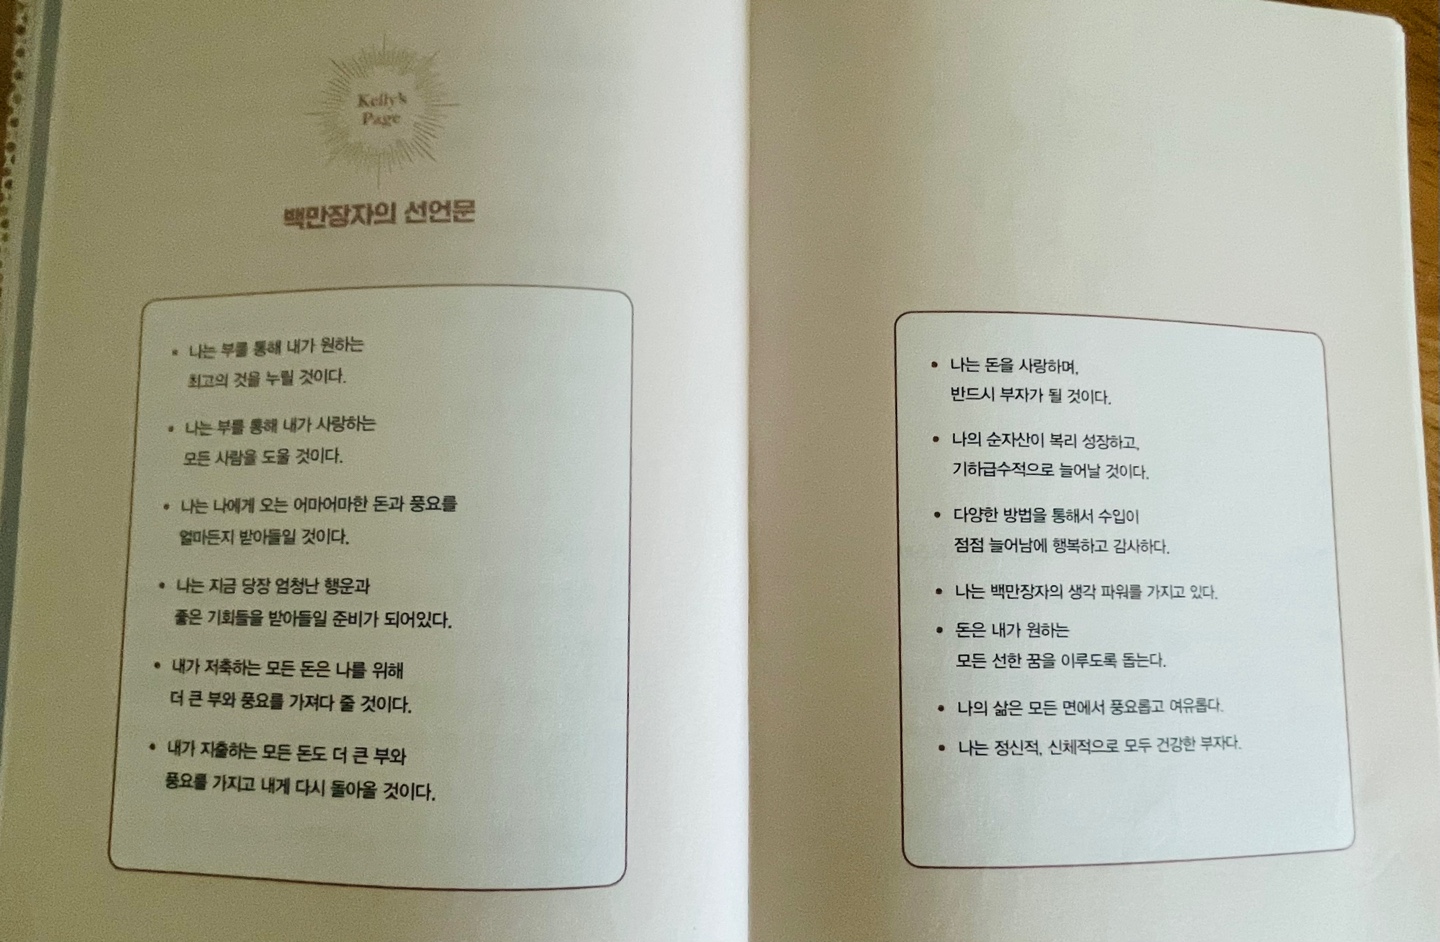 Kelly's
Page
백만장자의 선언문
• 나는 부를 통해 내가 원하는
최고의 것을 누릴 것이다.
• 나는 부를 통해 내가 사랑하는
모든 사람을 도울 것이다.
• 나는 나에게 오는 어마어마한 돈과 풍요를
얼마든지 받아들일 것이다.
• 나는 지금 당장 엄청난 행운과
좋은 기회들을 받아들일 준비가 되어있다.
• 내가 저축하는 모든 돈은 나를 위해
더 큰 부와 풍요를 가져다 줄 것이다.
• 내가 지출하는 모든 돈도 더 큰 부와
풍요를 가지고 내게 다시 돌아올 것이다.
• 나는 돈을 사랑하며,
반드시 부자가 될 것이다.
• 나의 순자산이 복리 성장하고,
기하급수적으로 늘어날 것이다.
• 다양한 방법을 통해서 수입이
점점 늘어남에 행복하고 감사하다.
• 나는 백만장자의 생각 파워를 가지고 있다.
• 돈은 내가 원하는
모든 선한 꿈을 이루도록 돕는다.
• 나의 삶은 모든 면에서 풍요롭고 여유롭다.
• 나는 정신적, 신체적으로 모두 건강한 부자다.